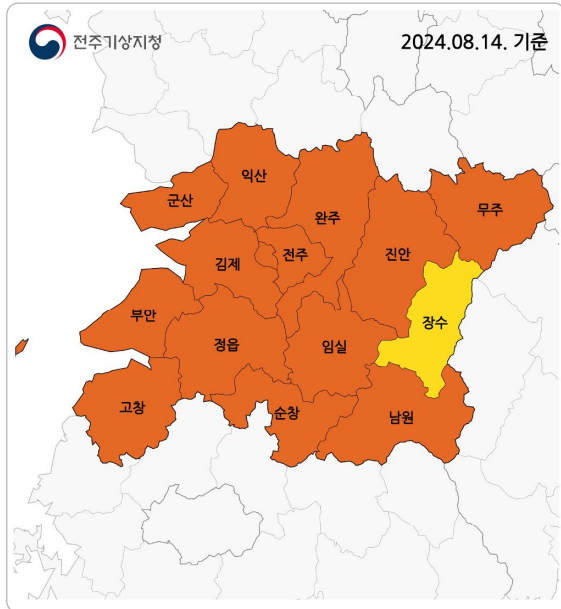 전주기상지청
2024.08.14. 기준
익산
군산
완주
무주
전주
진안
김제
부안
장수
정읍
임실
고창
순창
남원